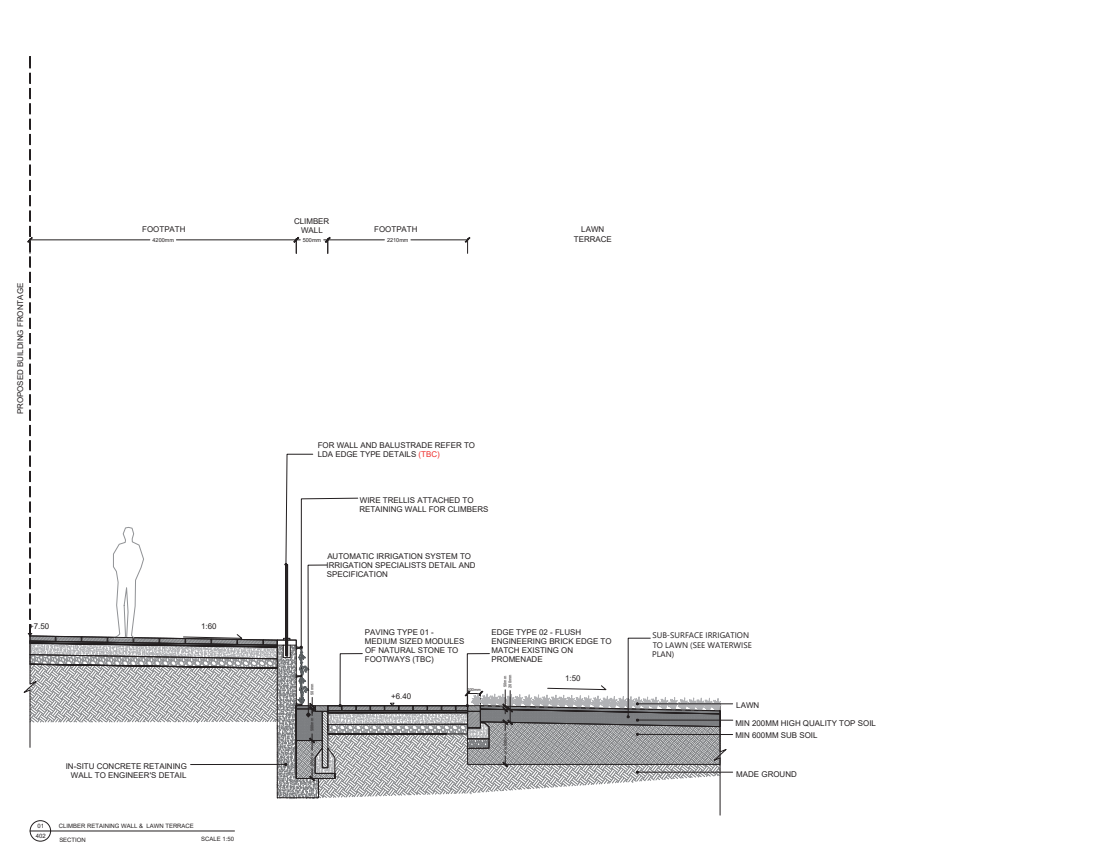 CLIMBER
WALL
FOOTPATH
FOOTPATH
LAWN
TERRACE
4200mm
500mm
2210mm
PROPOSED BUILDING FRONTAGE
FOR WALL AND BALUSTRADE REFER TO
LDA EDGE TYPE DETAILS (TBC)
WIRE TRELLIS ATTACHED TO
RETAINING WALL FOR CLIMBERS
AUTOMATIC IRRIGATION SYSTEM TO
IRRIGATION SPECIALISTS DETAIL AND
SPECIFICATION
+7.50
1:60
PAVING TYPE 01 -
MEDIUM SIZED MODULES
OF NATURAL STONE TO
FOOTWAYS (TBC)
EDGE TYPE 02 - FLUSH
ENGINEERING BRICK EDGE TO
MATCH EXISTING ON
PROMENADE
SUB-SURFACE IRRIGATION
TO LAWN (SEE WATERWISE
PLAN)
1:50
+6.40
LAWN
MIN 200MM HIGH QUALITY TOP SOIL
MIN 600MM SUB SOIL
MADE GROUND
IN-SITU CONCRETE RETAINING
WALL TO ENGINEER'S DETAIL
01
402
CLIMBER RETAINING WALL & LAWN TERRACE
SECTION
SCALE 1:50